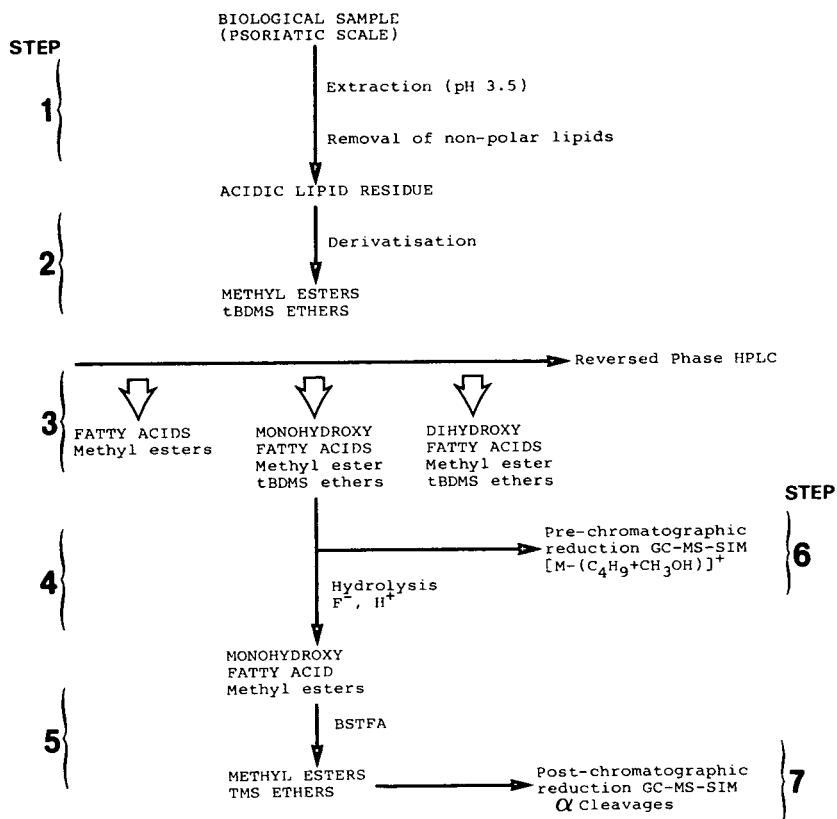 BIOLOGICAL SAMPLE
(PSORIATIC SCALE)
STEP
1
Extraction (pH 3.5)
Removal of non-polar lipids
ACIDIC LIPID RESIDUE
2
Derivatisation
METHYL ESTERS
tBDMS ETHERS
Reversed Phase HPLC
3
FATTY ACIDS
Methyl esters
MONOHYDROXY
FATTY ACIDS
Methyl ester
tBDMS ethers
DIHYDROXY
FATTY ACIDS
Methyl ester
tBDMS ethers
STEP
4
Pre-chromatographic
reduction GC-MS-SIM
[M-(C₄H₉+CH₃OH)]⁺
6
Hydrolysis
F⁻, H⁺
MONOHYDROXY
FATTY ACID
Methyl esters
5
BSTFA
METHYL ESTERS
TMS ETHERS
Post-chromatographic
reduction GC-MS-SIM
α Cleavages
7